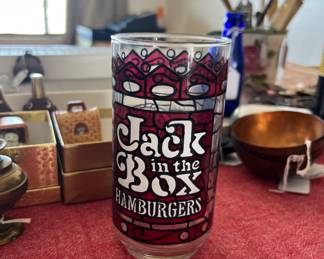 Jack
in the
Box
HAMBURGERS